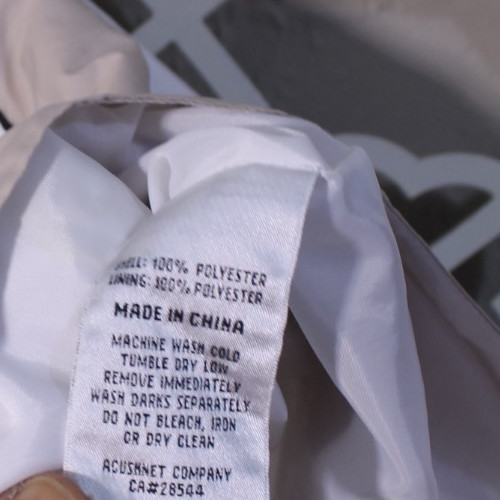 SHELL: 100% POLYESTER
LINING: 100% POLYESTER
MADE IN CHINA
MACHINE WASH COLD
TUMBLE DRY LOW
REMOVE IMMEDIATELY
WASH DARKS SEPARATELY
DO NOT BLEACH, IRON
OR DRY CLEAN
ACUSHNET COMPANY
CA#28544